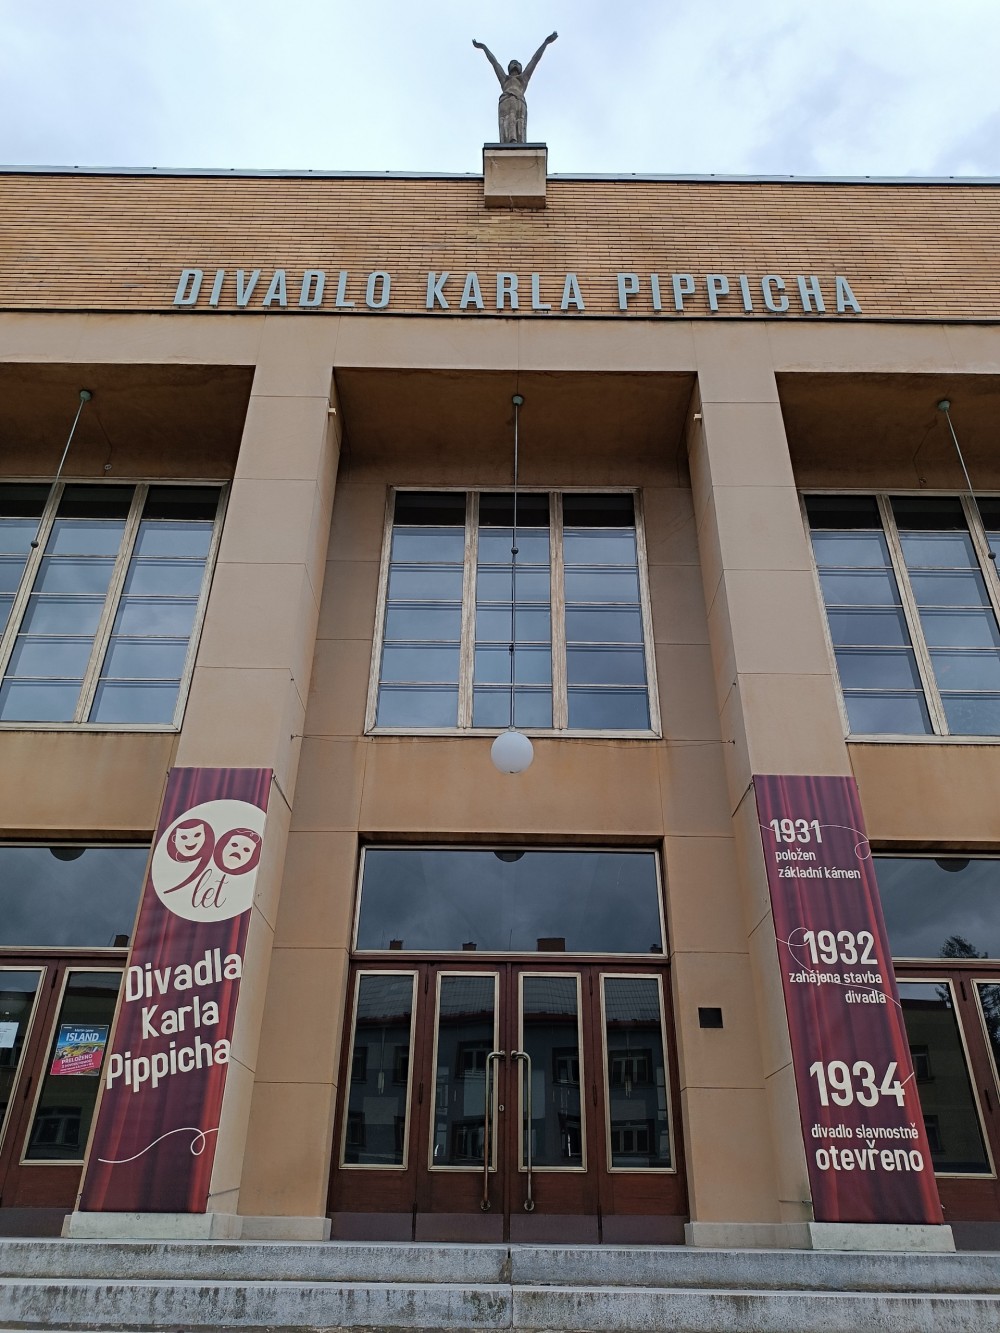 DIVADLO KARLA PIPPICHA
90
let
Divadla
Karla
Pippicha
1931
položen
základní kámen
1932
zahájena stavba
divadla
1934
divadlo slavnostně
otevřeno
ISLAND
PŘELOŽENO